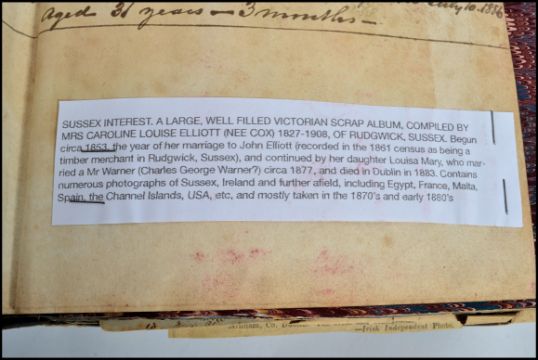 July 10. 1886
aged 31 years – 3 months –
SUSSEX INTEREST. A LARGE, WELL FILLED VICTORIAN SCRAP ALBUM, COMPILED BY
MRS CAROLINE LOUISE ELLIOTT (NEE COX) 1827-1908, OF RUDGWICK, SUSSEX. Begun
circa 1853, the year of her marriage to John Elliott (recorded in the 1861 census as being a
timber merchant in Rudgwick, Sussex), and continued by her daughter Louisa Mary, who mar-
ried a Mr Warner (Charles George Warner?) circa 1877, and died in Dublin in 1883. Contains
numerous photographs of Sussex, Ireland and further afield, including Egypt, France, Malta,
Spain, the Channel Islands, USA, etc, and mostly taken in the 1870's and early 1880's
Co.
—Irish Independent Photo.